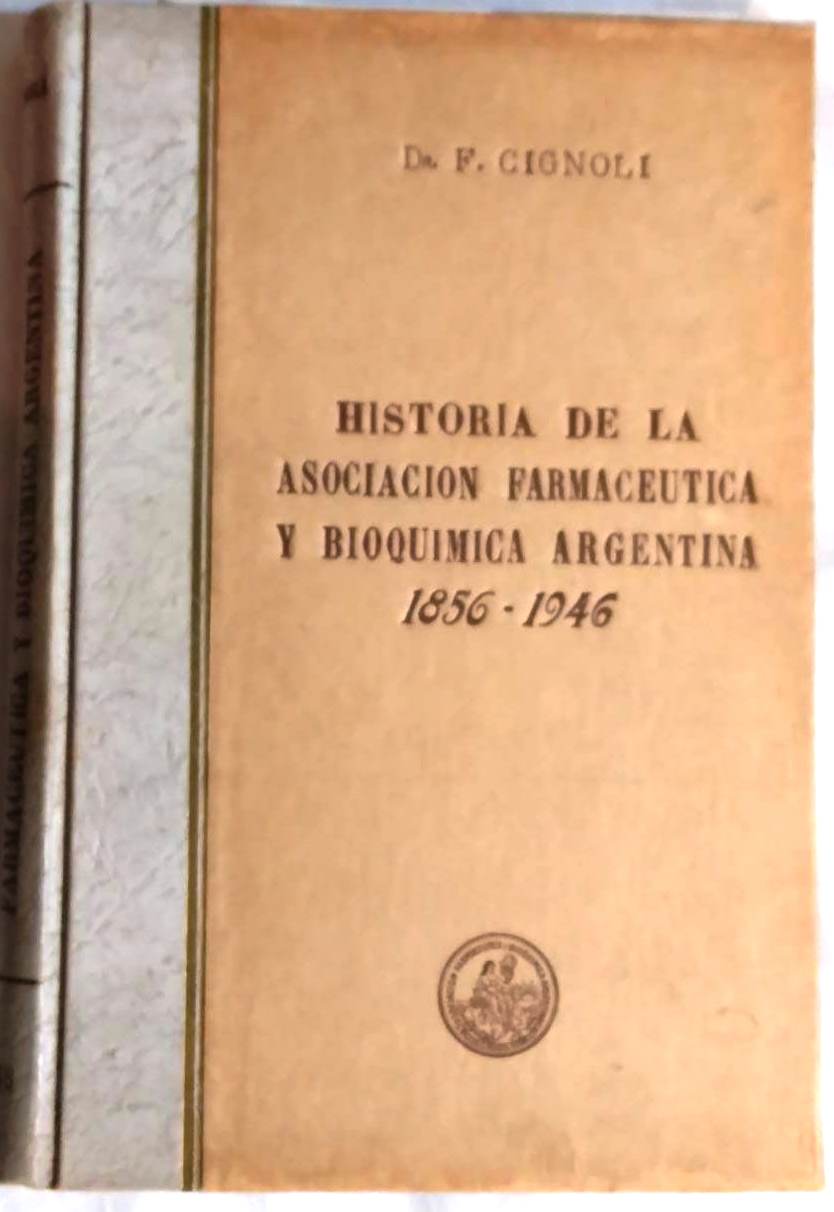 Dr. F. CIGNOLI
HISTORIA DE LA
ASOCIACION FARMACEUTICA
Y BIOQUIMICA ARGENTINA
1856 - 1946
FARMACEUTICA Y BIOQUIMICA ARGENTINA